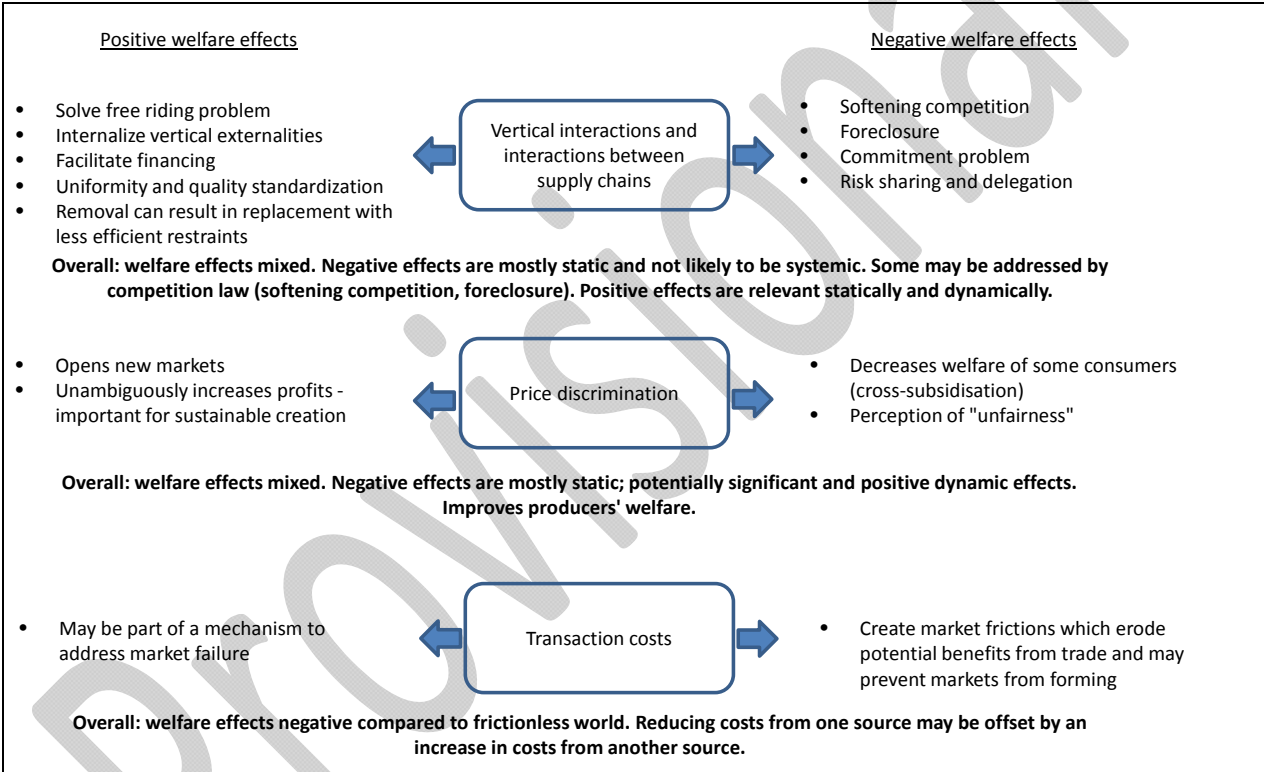 Positive welfare effects
Negative welfare effects
• Solve free riding problem
• Internalize vertical externalities
• Facilitate financing
• Uniformity and quality standardization
• Removal can result in replacement with
less efficient restraints
Vertical interactions and
interactions between
supply chains
• Softening competition
• Foreclosure
• Commitment problem
• Risk sharing and delegation
Overall: welfare effects mixed. Negative effects are mostly static and not likely to be systemic. Some may be addressed by
competition law (softening competition, foreclosure). Positive effects are relevant statically and dynamically.
• Opens new markets
• Unambiguously increases profits -
important for sustainable creation
Price discrimination
• Decreases welfare of some consumers
(cross-subsidisation)
• Perception of "unfairness"
Overall: welfare effects mixed. Negative effects are mostly static; potentially significant and positive dynamic effects.
Improves producers' welfare.
• May be part of a mechanism to
address market failure
Transaction costs
• Create market frictions which erode
potential benefits from trade and may
prevent markets from forming
Overall: welfare effects negative compared to frictionless world. Reducing costs from one source may be offset by an
increase in costs from another source.
Provisional